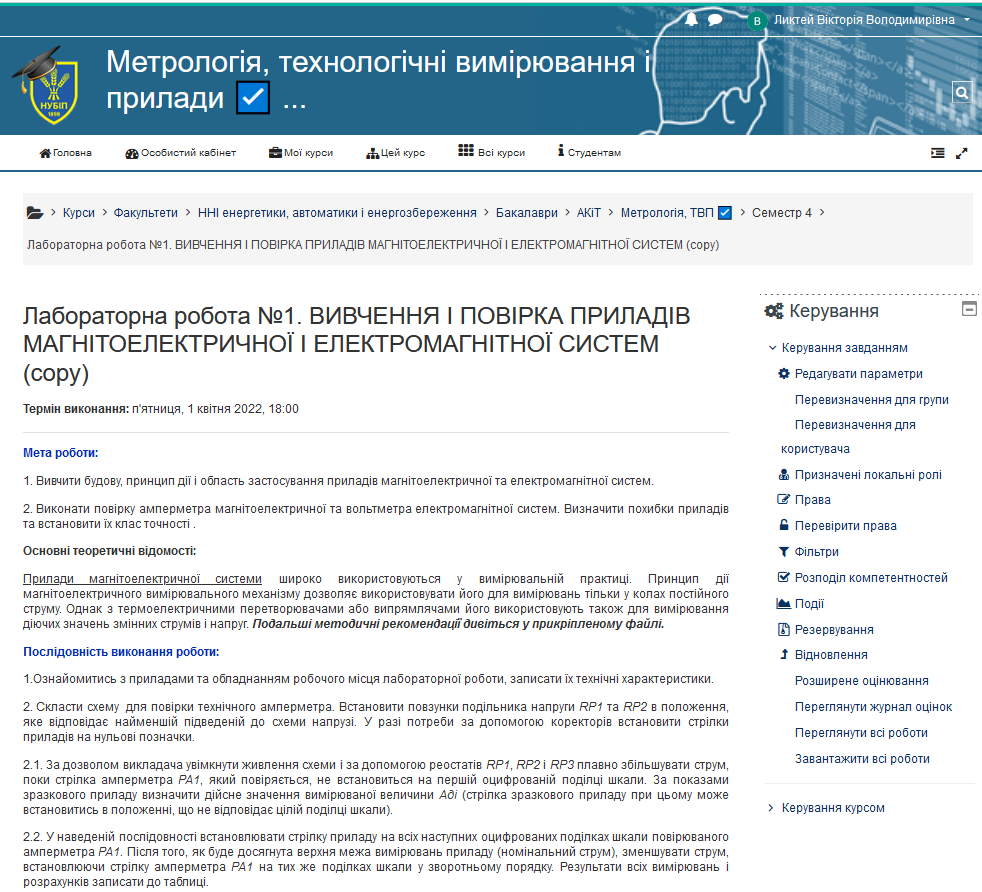 В Ликтей Вікторія Володимирівна
Метрологія, технологічні вимірювання і
прилади ...
НУБІП
1898
Головна Особистий кабінет Мої курси Цей курс Всі курси Студентам
> Курси > Факультети > ННІ енергетики, автоматики і енергозбереження > Бакалаври > АКіТ > Метрологія, ТВП > Семестр 4 >
Лабораторна робота №1. ВИВЧЕННЯ І ПОВІРКА ПРИЛАДІВ МАГНІТОЕЛЕКТРИЧНОЇ І ЕЛЕКТРОМАГНІТНОЇ СИСТЕМ (copy)
Лабораторна робота №1. ВИВЧЕННЯ І ПОВІРКА ПРИЛАДІВ
МАГНІТОЕЛЕКТРИЧНОЇ І ЕЛЕКТРОМАГНІТНОЇ СИСТЕМ
(copy)
Термін виконання: п'ятниця, 1 квітня 2022, 18:00
Мета роботи:
1. Вивчити будову, принцип дії і область застосування приладів магнітоелектричної та електромагнітної систем.
2. Виконати повірку амперметра магнітоелектричної та вольтметра електромагнітної систем. Визначити похибки приладів
та встановити їх клас точності .
Основні теоретичні відомості:
Прилади магнітоелектричної системи широко використовуються у вимірювальній практиці. Принцип дії
магнітоелектричного вимірювального механізму дозволяє використовувати його для вимірювань тільки у колах постійного
струму. Однак з термоелектричними перетворювачами або випрямлячами його використовують також для вимірювання
діючих значень змінних струмів і напруг. Подальші методичні рекомендації дивіться у прикріпленому файлі.
Послідовність виконання роботи:
1.Ознайомитись з приладами та обладнанням робочого місця лабораторної роботи, записати їх технічні характеристики.
2. Скласти схему для повірки технічного амперметра. Встановити повзунки подільника напруги RP1 та RP2 в положення,
яке відповідає найменшій підведеній до схеми напрузі. У разі потреби за допомогою коректорів встановити стрілки
приладів на нульові позначки.
2.1. За дозволом викладача увімкнути живлення схеми і за допомогою реостатів RP1, RP2 і RP3 плавно збільшувати струм,
поки стрілка амперметра PA1, який повіряється, не встановиться на першій оцифрованій поділці шкали. За показами
зразкового приладу визначити дійсне значення вимірюваної величини Aді (стрілка зразкового приладу при цьому може
встановитись в положенні, що не відповідає цілій поділці шкали).
2.2. У наведеній послідовності встановлювати стрілку приладу на всіх наступних оцифрованих поділках шкали повірюваного
амперметра PA1. Після того, як буде досягнута верхня межа вимірювань приладу (номінальний струм), зменшувати струм,
встановлюючи стрілку амперметра PA1 на тих же поділках шкали у зворотньому порядку. Результати всіх вимірювань і
розрахунків записати до таблиці.
Керування
Керування завданням
Редагувати параметри
Перевизначення для групи
Перевизначення для
користувача
Призначені локальні ролі
Права
Перевірити права
Фільтри
Розподіл компетентностей
Події
Резервування
Відновлення
Розширене оцінювання
Переглянути журнал оцінок
Переглянути всі роботи
Завантажити всі роботи
Керування курсом